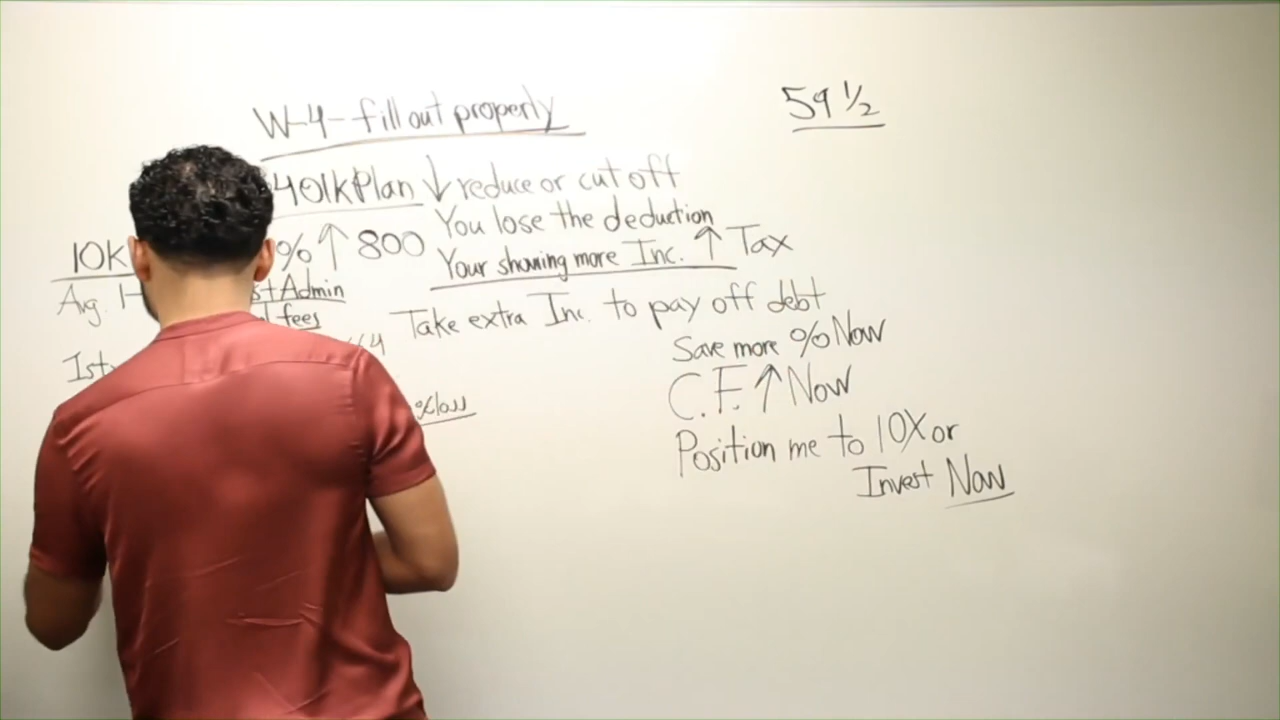 W-4 - fill out properly
59 1/2
401k Plan ↓ reduce or cut off
You lose the deduction
10K % ↑ 800
Your showing more Inc. ↑ Tax
Avg. Admin
fees
Take extra Inc. to pay off debt
Save more % Now
C.F. ↑ Now
Position me to 10X or
Invest Now